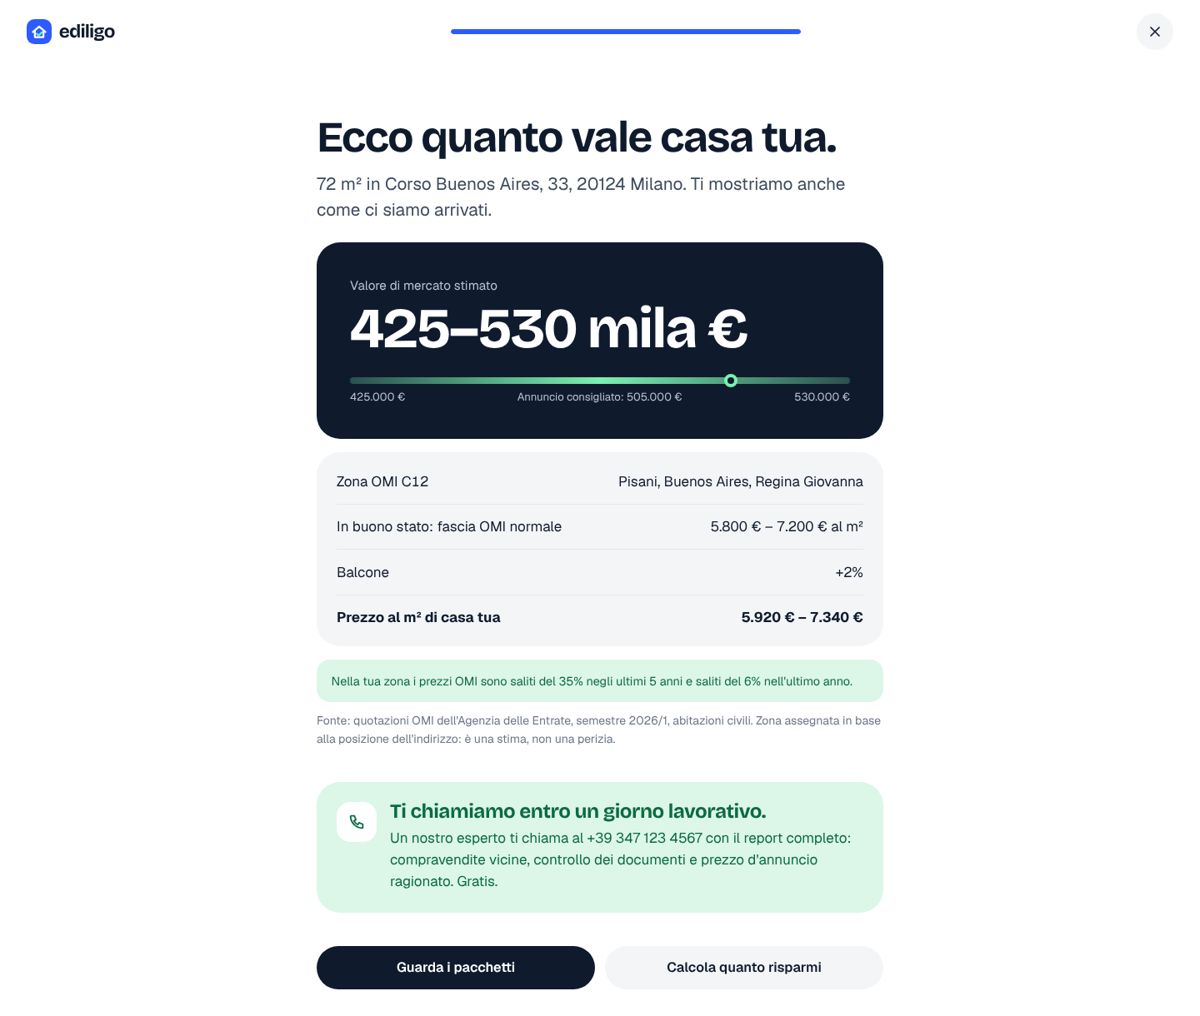 ediligo
Ecco quanto vale casa tua.
72 m² in Corso Buenos Aires, 33, 20124 Milano. Ti mostriamo anche
come ci siamo arrivati.
Valore di mercato stimato
425–530 mila €
425.000 €
Annuncio consigliato: 505.000 €
530.000 €
Zona OMI C12
Pisani, Buenos Aires, Regina Giovanna
In buono stato: fascia OMI normale
5.800 € – 7.200 € al m²
Balcone
+2%
Prezzo al m² di casa tua
5.920 € – 7.340 €
Nella tua zona i prezzi OMI sono saliti del 35% negli ultimi 5 anni e saliti del 6% nell'ultimo anno.
Fonte: quotazioni OMI dell'Agenzia delle Entrate, semestre 2026/1, abitazioni civili. Zona assegnata in base
alla posizione dell'indirizzo: è una stima, non una perizia.
Ti chiamiamo entro un giorno lavorativo.
Un nostro esperto ti chiama al +39 347 123 4567 con il report completo:
compravendite vicine, controllo dei documenti e prezzo d'annuncio
ragionato. Gratis.
Guarda i pacchetti
Calcola quanto risparmi